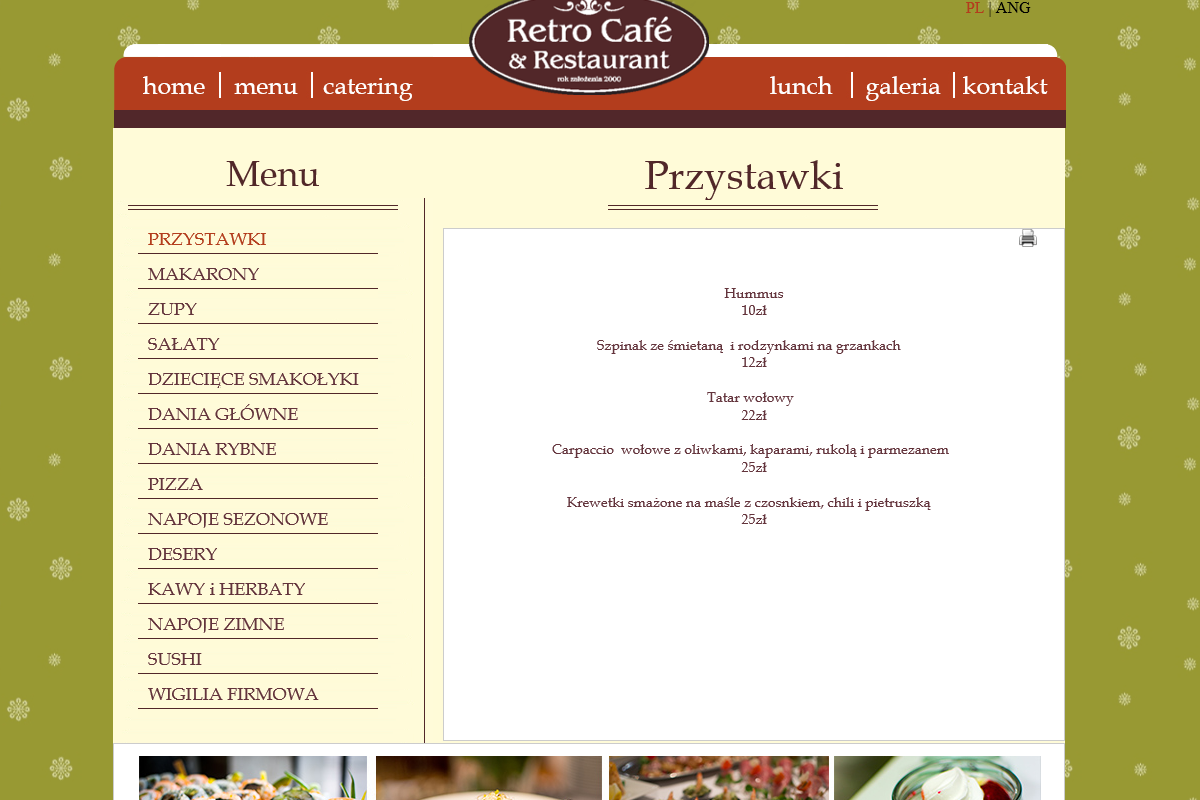 PL | ANG
Retro Café
& Restaurant
rok założenia 2000
home | menu | catering
lunch | galeria | kontakt
Menu
PRZYSTAWKI
MAKARONY
ZUPY
SAŁATY
DZIECIĘCE SMAKOŁYKI
DANIA GŁÓWNE
DANIA RYBNE
PIZZA
NAPOJE SEZONOWE
DESERY
KAWY i HERBATY
NAPOJE ZIMNE
SUSHI
WIGILIA FIRMOWA
Przystawki
Hummus
10zł
Szpinak ze śmietaną i rodzynkami na grzankach
12zł
Tatar wołowy
22zł
Carpaccio wołowe z oliwkami, kaparami, rukolą i parmezanem
25zł
Krewetki smażone na maśle z czosnkiem, chili i pietruszką
25zł